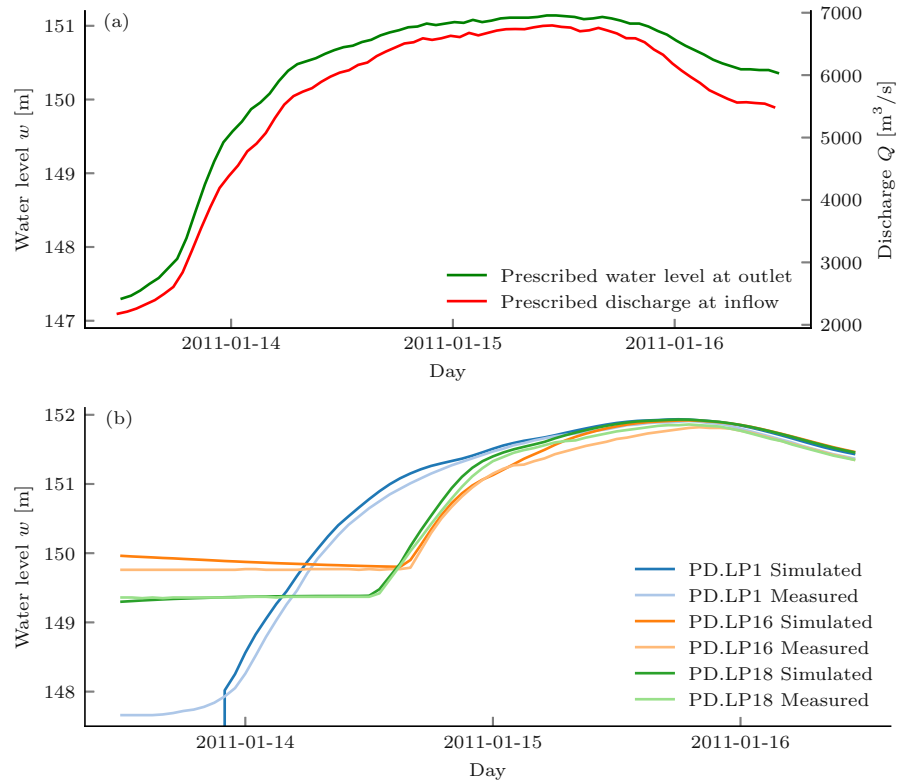 (a)
151
150
149
148
147
Water level w [m]
7000
6000
5000
4000
3000
2000
Discharge Q [m³/s]
Prescribed water level at outlet
Prescribed discharge at inflow
2011-01-14
2011-01-15
2011-01-16
Day
(b)
152
151
150
149
148
Water level w [m]
PD.LP1 Simulated
PD.LP1 Measured
PD.LP16 Simulated
PD.LP16 Measured
PD.LP18 Simulated
PD.LP18 Measured
2011-01-14
2011-01-15
2011-01-16
Day